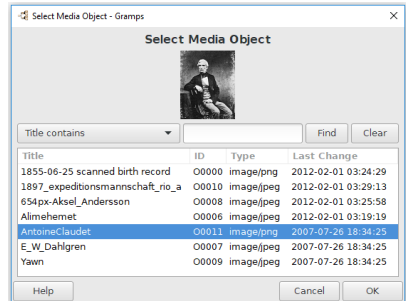 Select Media Object - Gramps
Select Media Object
Title contains Find Clear
Title ID Type Last Change
1855-06-25 scanned birth record O0000 image/png 2012-02-01 03:24:29
1897_expeditionsmannschaft_rio_a O0010 image/jpeg 2012-02-01 03:29:13
654px-Aksel_Andersson O0008 image/jpeg 2012-02-01 03:25:58
Alimehemet O0006 image/jpeg 2012-02-01 03:19:19
AntoineClaudet O0011 image/png 2007-07-26 18:34:25
E_W_Dahlgren O0007 image/jpeg 2007-07-26 18:34:25
Yawn O0009 image/jpeg 2007-07-26 18:34:25
Help Cancel OK